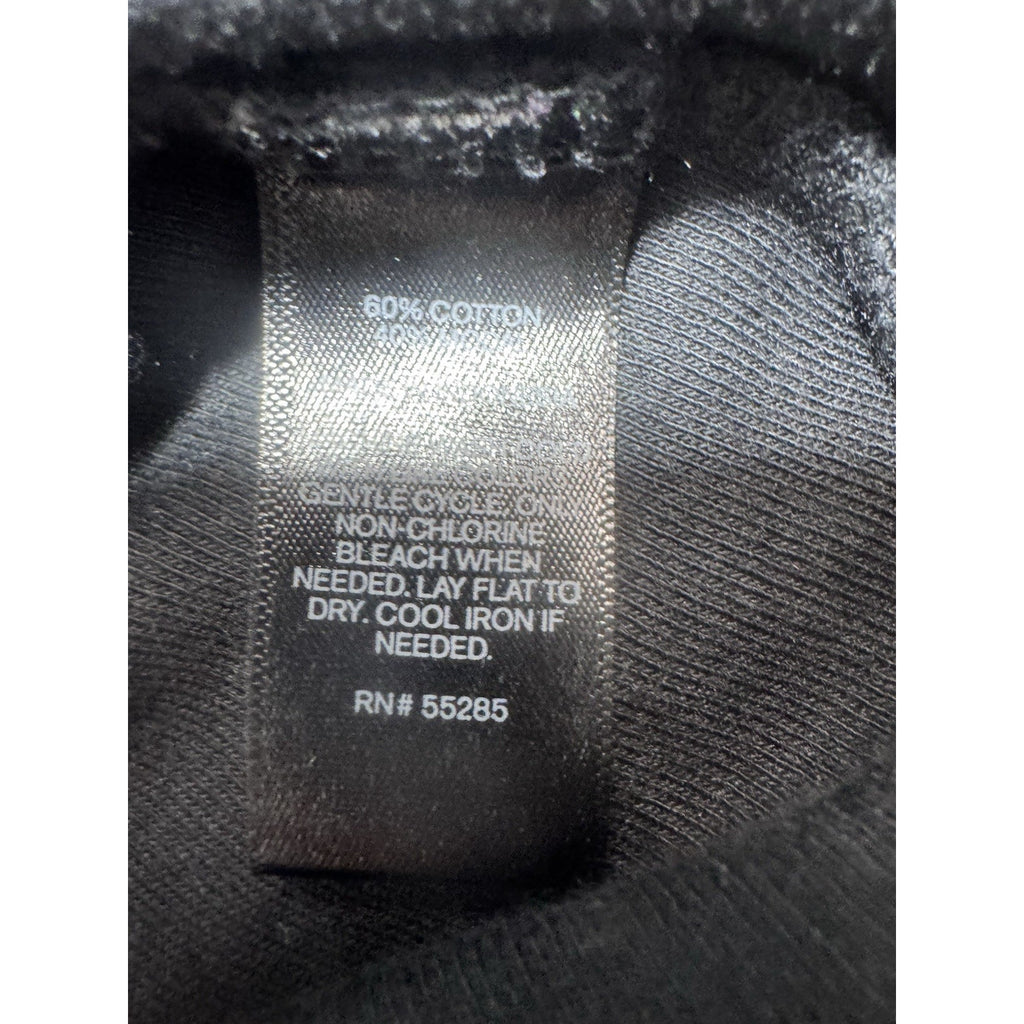 60% COTTON
40%
GENTLE CYCLE. ONLY
NON-CHLORINE
BLEACH WHEN
NEEDED. LAY FLAT TO
DRY. COOL IRON IF
NEEDED.
RN# 55285